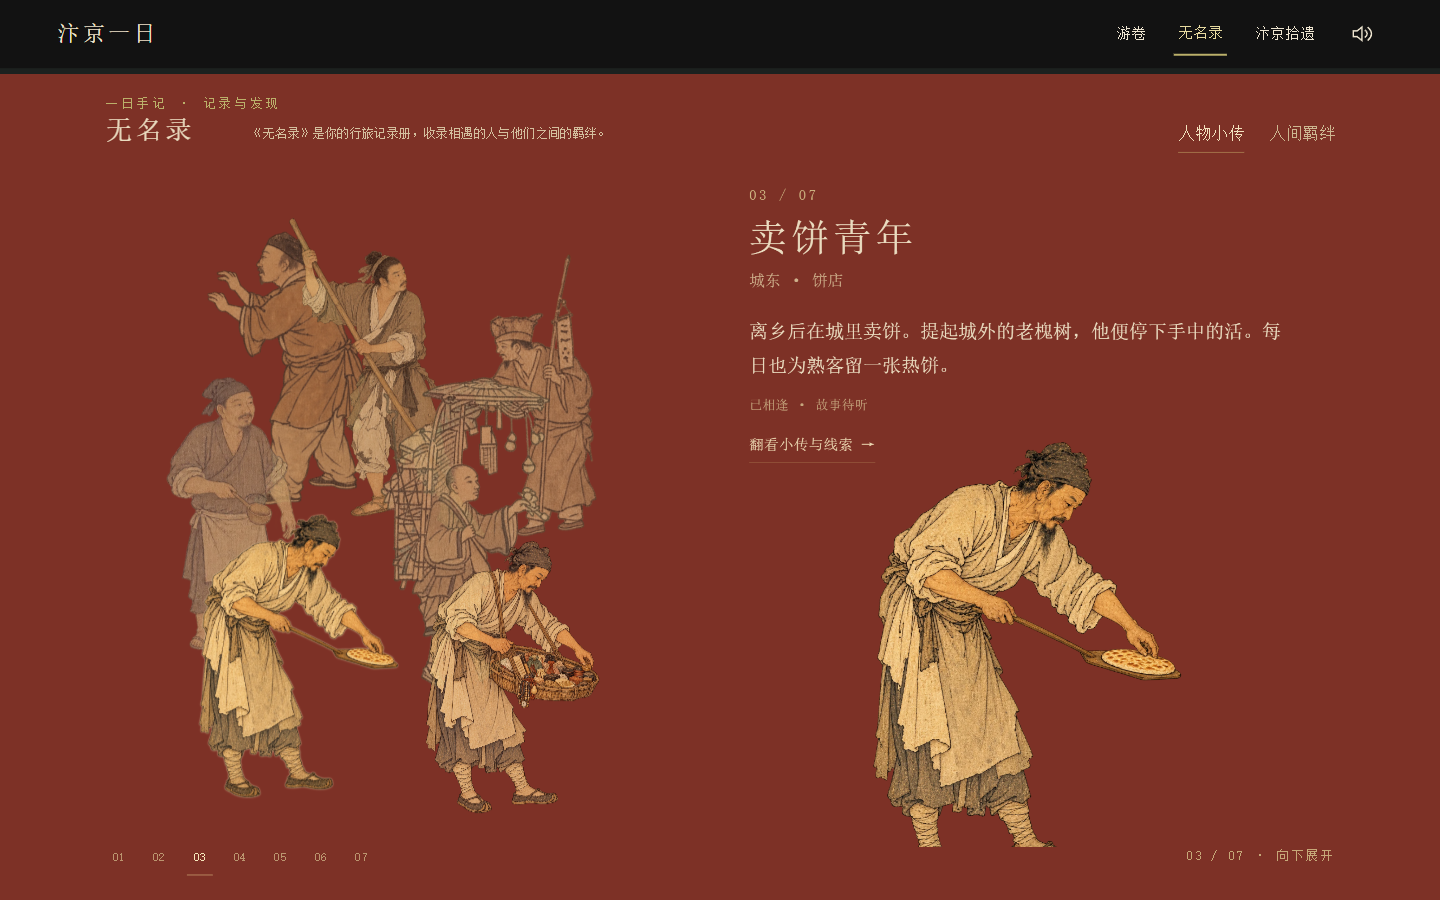 汴京一日
游卷 无名录 汴京拾遗
一日手记 · 记录与发现
无名录
《无名录》是你的行旅记录册，收录相遇的人与他们之间的羁绊。
人物小传 人间羁绊
03 / 07
卖饼青年
城东 • 饼店
离乡后在城里卖饼。提起城外的老槐树，他便停下手中的活。每
日也为熟客留一张热饼。
已相逢 • 故事待听
翻看小传与线索 →
01 02 03 04 05 06 07
03 / 07 · 向下展开